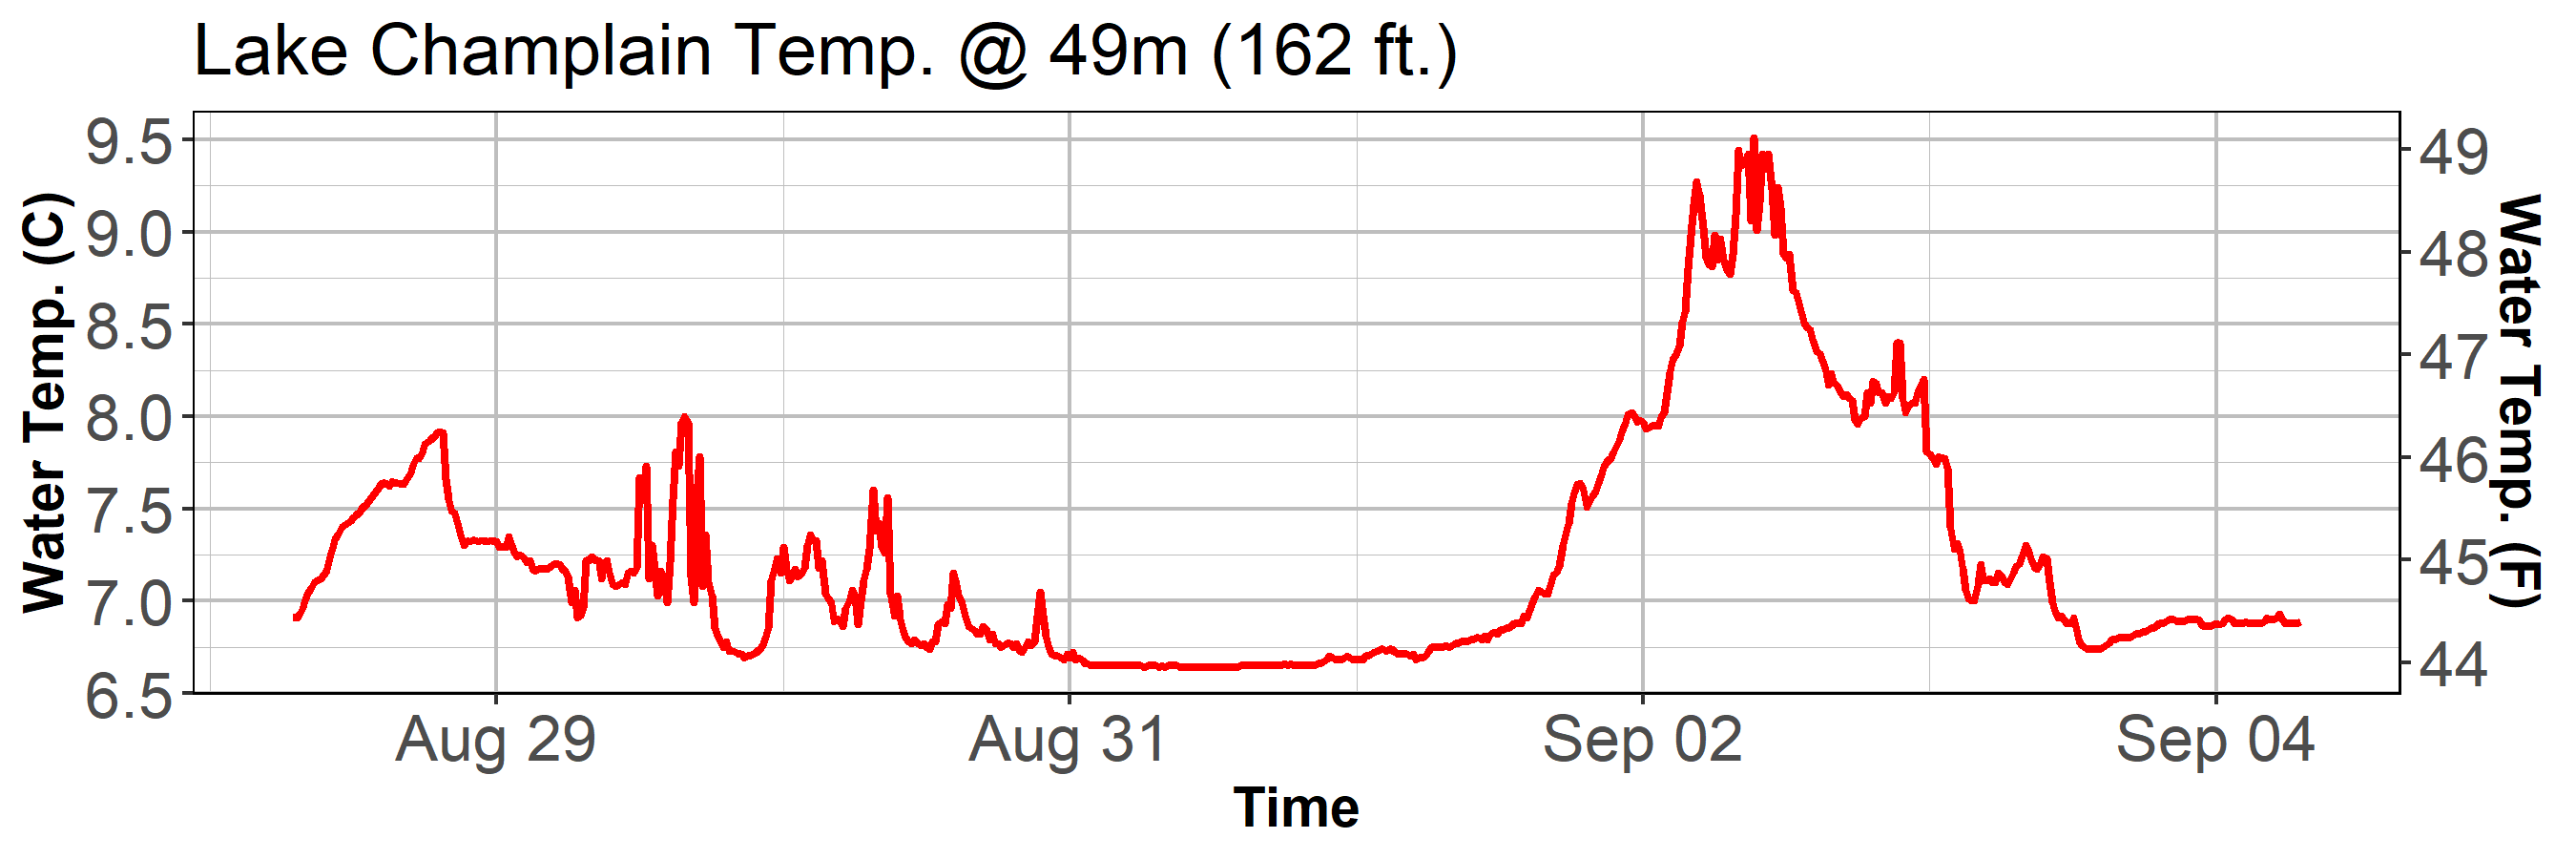 Lake Champlain Temp. @ 49m (162 ft.)
Water Temp. (C)
9.5
9.0
8.5
8.0
7.5
7.0
6.5
49
48
47
46
45
44
Water Temp. (F)
Aug 29
Aug 31
Sep 02
Sep 04
Time